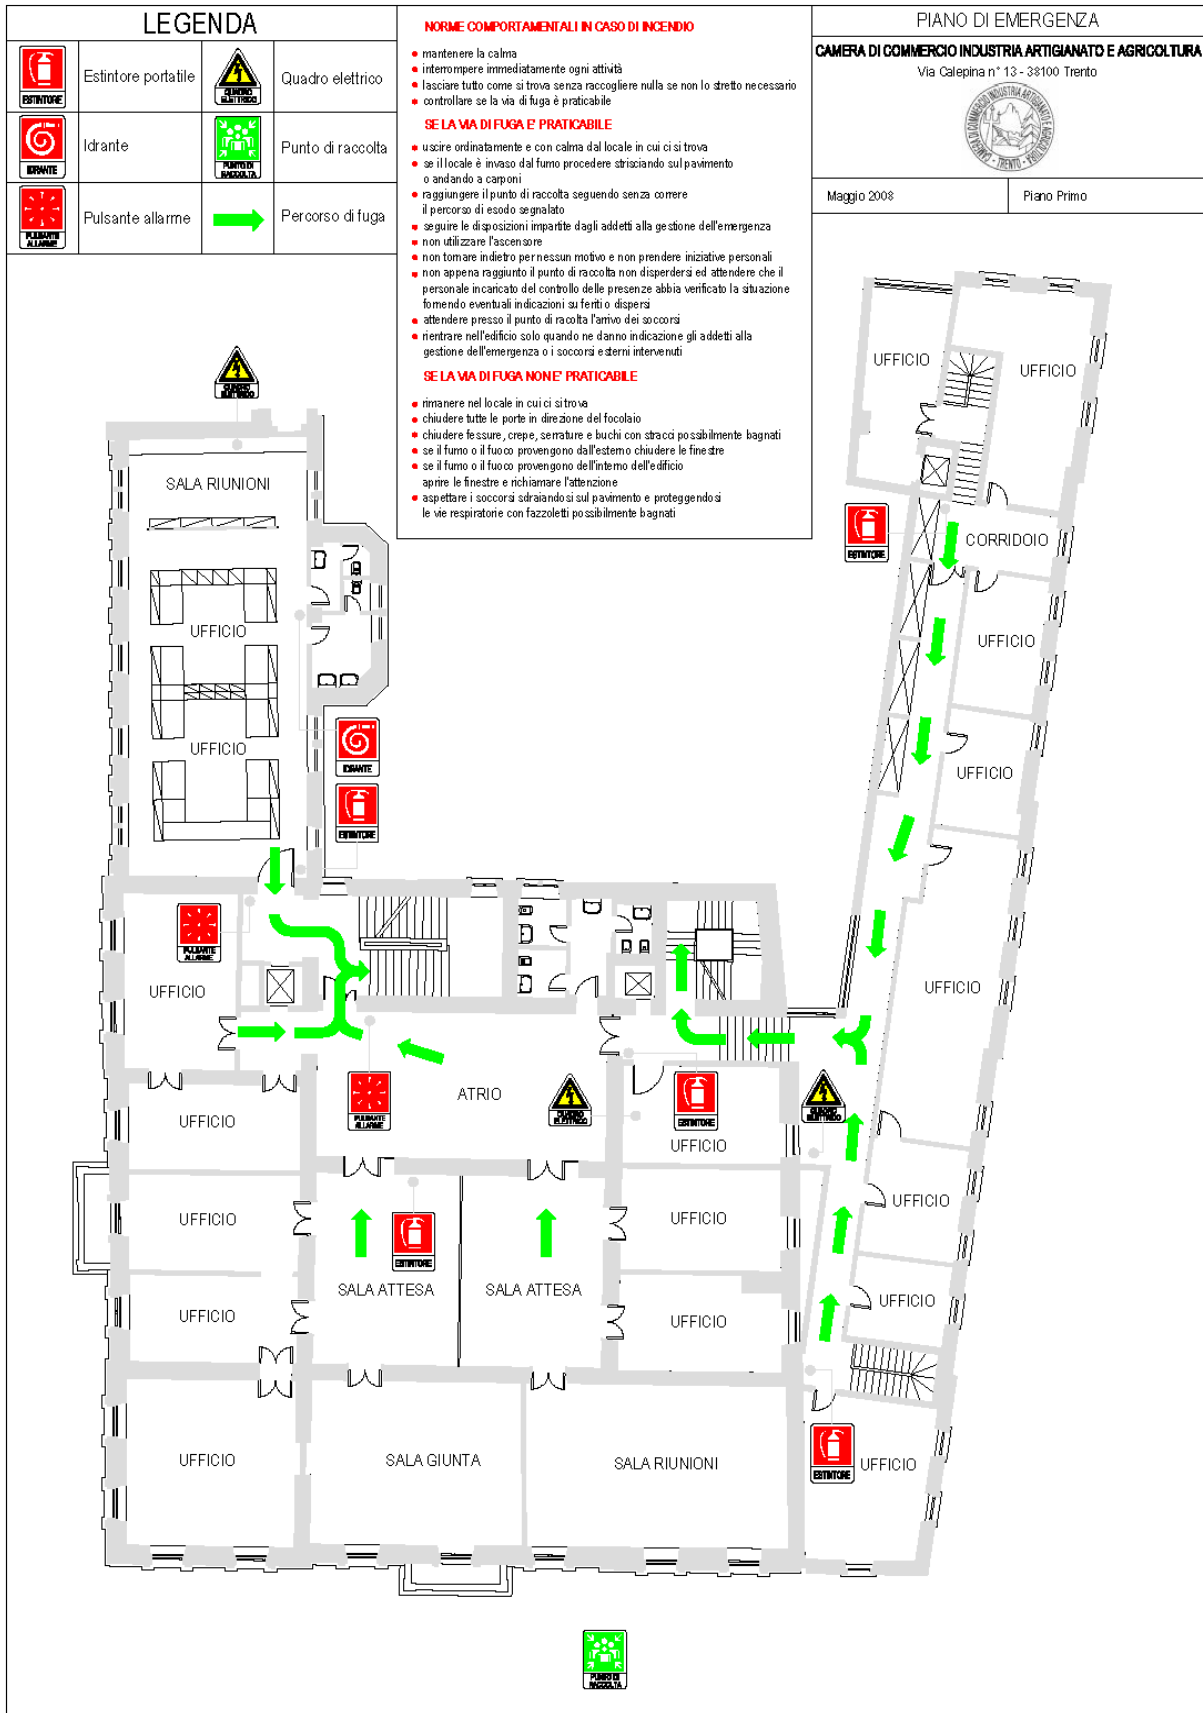 LEGENDA
ESTINTORE
Estintore portatile
QUADRO
ELETTRICO
Quadro elettrico
IDRANTE
Idrante
PUNTO DI
RACCOLTA
Punto di raccolta
PULSANTE
ALLARME
Pulsante allarme
Percorso di fuga
NORME COMPORTAMENTALI IN CASO DI INCENDIO
mantenere la calma
interrompere immediatamente ogni attività
lasciare tutto come si trova senza raccogliere nulla se non lo stretto necessario
controllare se la via di fuga è praticabile
SE LA VIA DI FUGA E' PRATICABILE
uscire ordinatamente e con calma dal locale in cui ci si trova
se il locale è invaso dal fumo procedere strisciando sul pavimento
o andando a carponi
raggiungere il punto di raccolta seguendo senza correre
il percorso di esodo segnalato
seguire le disposizioni impartite dagli addetti alla gestione dell'emergenza
non utilizzare l'ascensore
non tornare indietro per nessun motivo e non prendere iniziative personali
non appena raggiunto il punto di raccolta non disperdersi ed attendere che il
personale incaricato del controllo delle presenze abbia verificato la situazione
fornendo eventuali indicazioni su feriti o dispersi
attendere presso il punto di racolta l'arrivo dei soccorsi
rientrare nell'edificio solo quando ne danno indicazione gli addetti alla
gestione dell'emergenza o i soccorsi esterni intervenuti
SE LA VIA DI FUGA NON E' PRATICABILE
rimanere nel locale in cui ci si trova
chiudere tutte le porte in direzione del focolaio
chiudere fessure, crepe, serrature e buchi con stracci possibilmente bagnati
se il fumo o il fuoco provengono dall'esterno chiudere le finestre
se il fumo o il fuoco provengono dell'interno dell'edificio
aprire le finestre e richiamare l'attenzione
aspettare i soccorsi sdraiandosi sul pavimento e proteggendosi
le vie respiratorie con fazzoletti possibilmente bagnati
PIANO DI EMERGENZA
CAMERA DI COMMERCIO INDUSTRIA ARTIGIANATO E AGRICOLTURA
Via Calepina n° 13 - 38100 Trento
CAMERA DI COMMERCIO INDUSTRIA ARTIGIANATO E AGRICOLTURA - TRENTO -
Maggio 2008
Piano Primo
UFFICIO
UFFICIO
QUADRO
ELETTRICO
SALA RIUNIONI
ESTINTORE
CORRIDOIO
UFFICIO
UFFICIO
UFFICIO
IDRANTE
UFFICIO
ESTINTORE
PULSANTE
ALLARME
UFFICIO
UFFICIO
ATRIO
PULSANTE
ALLARME
QUADRO
ELETTRICO
ESTINTORE
QUADRO
ELETTRICO
UFFICIO
UFFICIO
UFFICIO
UFFICIO
UFFICIO
ESTINTORE
SALA ATTESA
SALA ATTESA
UFFICIO
UFFICIO
UFFICIO
UFFICIO
SALA GIUNTA
SALA RIUNIONI
ESTINTORE
UFFICIO
PUNTO DI
RACCOLTA